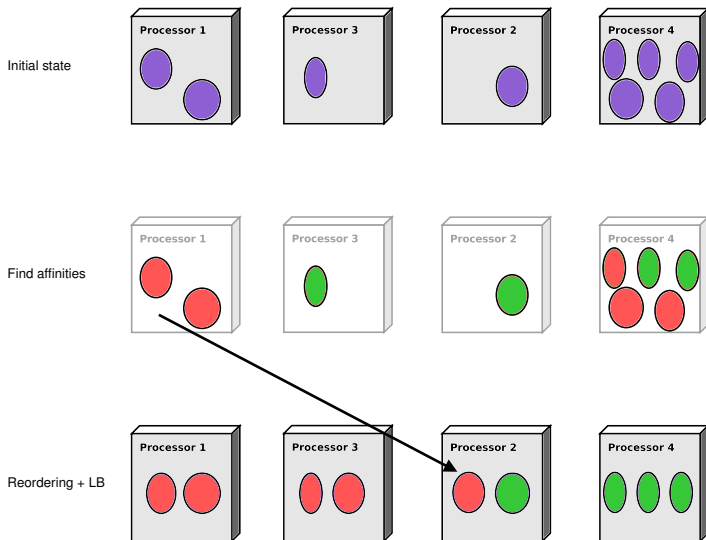 Initial state
Processor 1
Processor 3
Processor 2
Processor 4
Find affinities
Processor 1
Processor 3
Processor 2
Processor 4
Reordering + LB
Processor 1
Processor 3
Processor 2
Processor 4